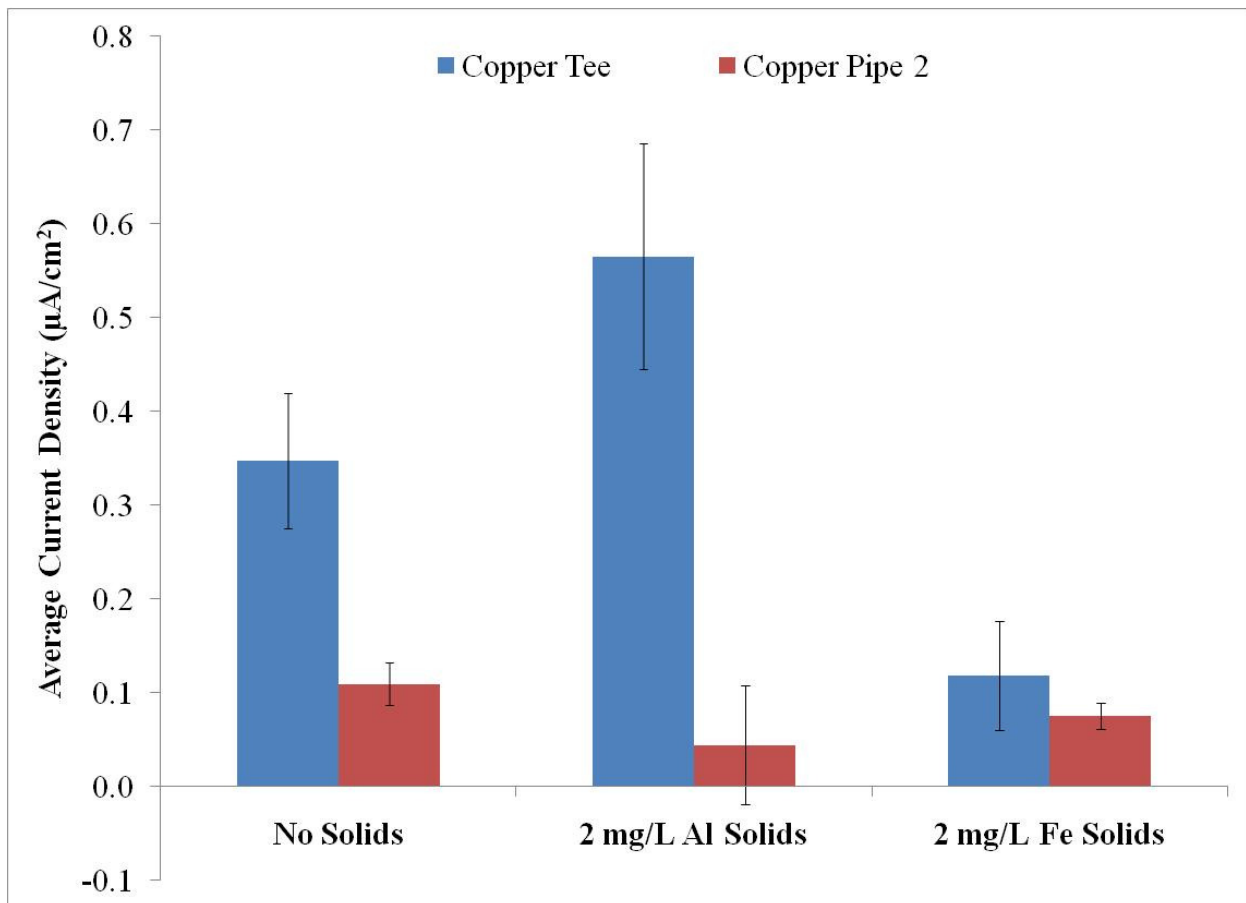 0.8
Copper Tee
Copper Pipe 2
0.7
0.6
0.5
0.4
0.3
0.2
0.1
0.0
-0.1
Average Current Density (µA/cm²)
No Solids
2 mg/L Al Solids
2 mg/L Fe Solids